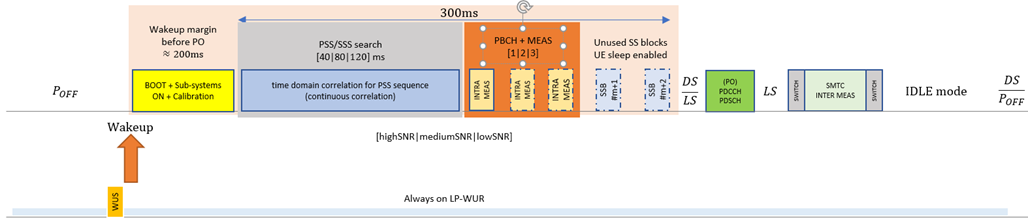 300ms
Wakeup margin
before PO
≈ 200ms
PSS/SSS search
[40|80|120] ms
PBCH + MEAS
[1|2|3]
Unused SS blocks
UE sleep enabled
P_OFF
BOOT + Sub-systems
ON + Calibration
time domain correlation for PSS sequence
(continuous correlation)
INTRA
MEAS
INTRA
MEAS
INTRA
MEAS
SSB
#m+1
SSB
#m+2
DS
LS
(PO)
PDCCH
PDSCH
LS
SWITCH
SMTC
INTER MEAS
SWITCH
IDLE mode
DS
P_OFF
Wakeup
[highSNR|mediumSNR|lowSNR]
WUS
Always on LP-WUR